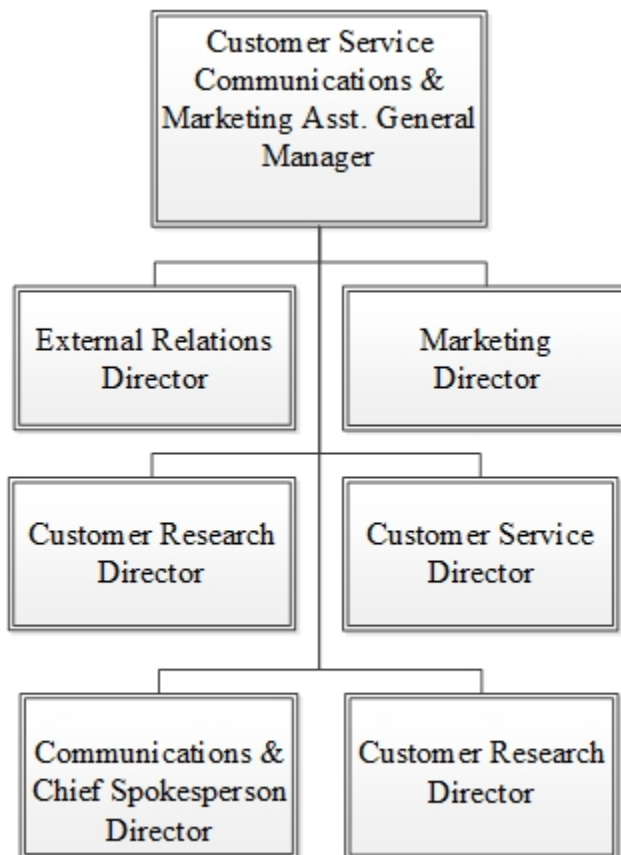 Customer Service
Communications &
Marketing Asst. General
Manager
External Relations
Director
Marketing
Director
Customer Research
Director
Customer Service
Director
Communications &
Chief Spokesperson
Director
Customer Research
Director